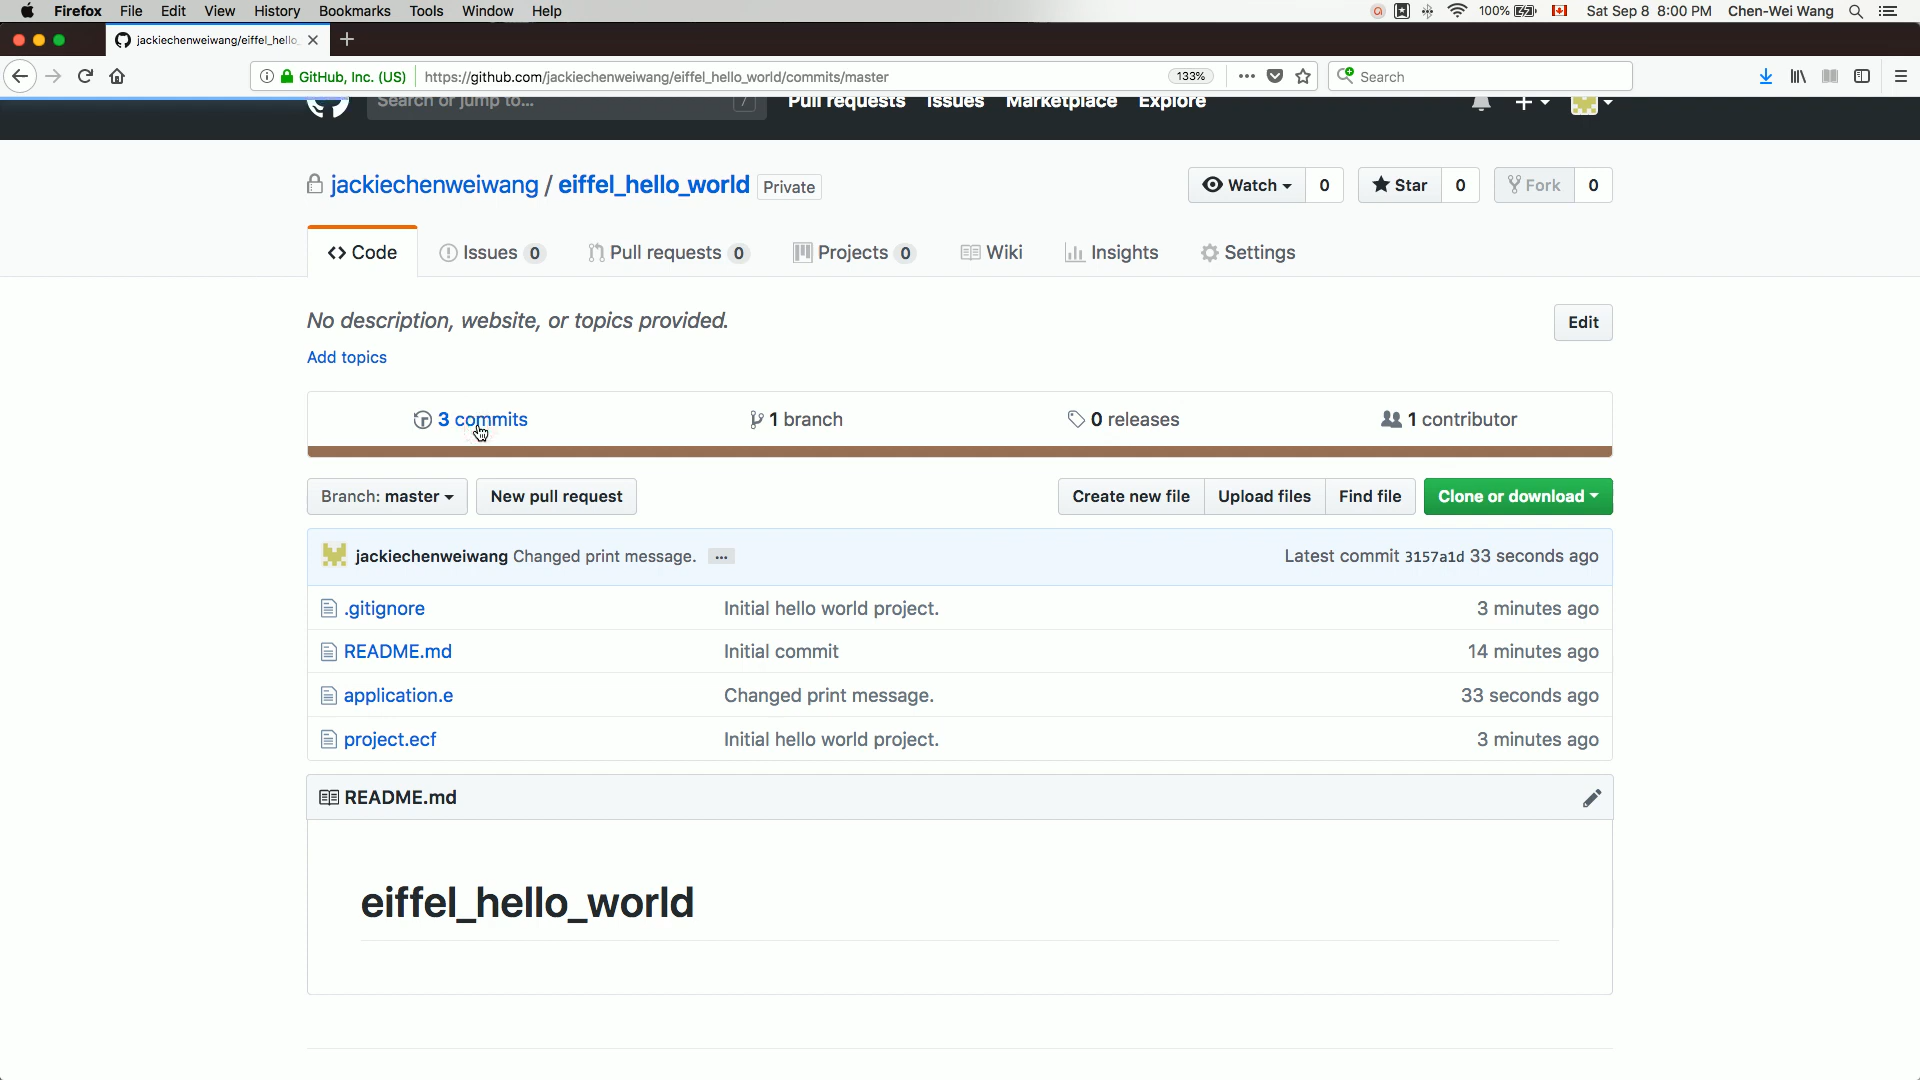 Firefox File Edit View History Bookmarks Tools Window Help 100% Sat Sep 8 8:00 PM Chen-Wei Wang
jackiechenweiwang/eiffel_hello_
GitHub, Inc. (US) https://github.com/jackiechenweiwang/eiffel_hello_world/commits/master 133% Search
Search or jump to... / Pull requests Issues Marketplace Explore
jackiechenweiwang / eiffel_hello_world Private Watch 0 Star 0 Fork 0
Code Issues 0 Pull requests 0 Projects 0 Wiki Insights Settings
No description, website, or topics provided. Edit
Add topics
3 commits 1 branch 0 releases 1 contributor
Branch: master New pull request Create new file Upload files Find file Clone or download
jackiechenweiwang Changed print message. ... Latest commit 3157a1d 33 seconds ago
.gitignore Initial hello world project. 3 minutes ago
README.md Initial commit 14 minutes ago
application.e Changed print message. 33 seconds ago
project.ecf Initial hello world project. 3 minutes ago
README.md
eiffel_hello_world